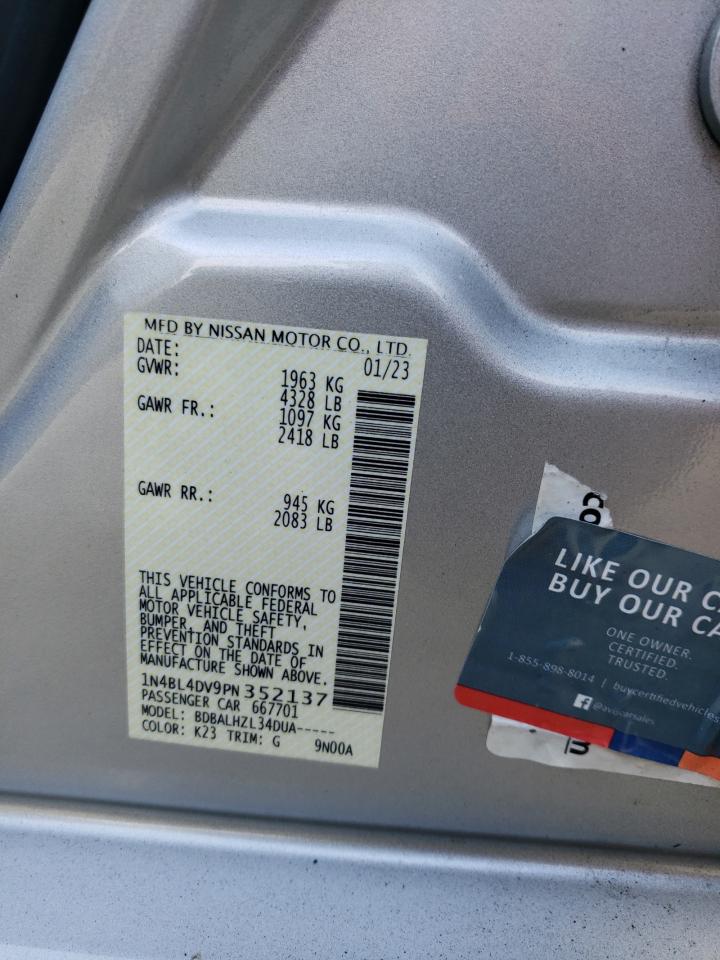 MFD BY NISSAN MOTOR CO., LTD.
DATE: 01/23
GVWR: 1963 KG
4328 LB
GAWR FR.: 1097 KG
2418 LB
GAWR RR.: 945 KG
2083 LB
THIS VEHICLE CONFORMS TO
ALL APPLICABLE FEDERAL
MOTOR VEHICLE SAFETY,
BUMPER, AND THEFT
PREVENTION STANDARDS IN
EFFECT ON THE DATE OF
MANUFACTURE SHOWN ABOVE.
1N4BL4DV9PN352137
PASSENGER CAR 667701
MODEL: BDBALHZL34DUA-----
COLOR: K23 TRIM: G 9N00A
co
LIKE OUR C
BUY OUR CA
ONE OWNER.
CERTIFIED.
TRUSTED.
1-855-898-8014 | buycertifiedvehicles
f @avocarsales
m